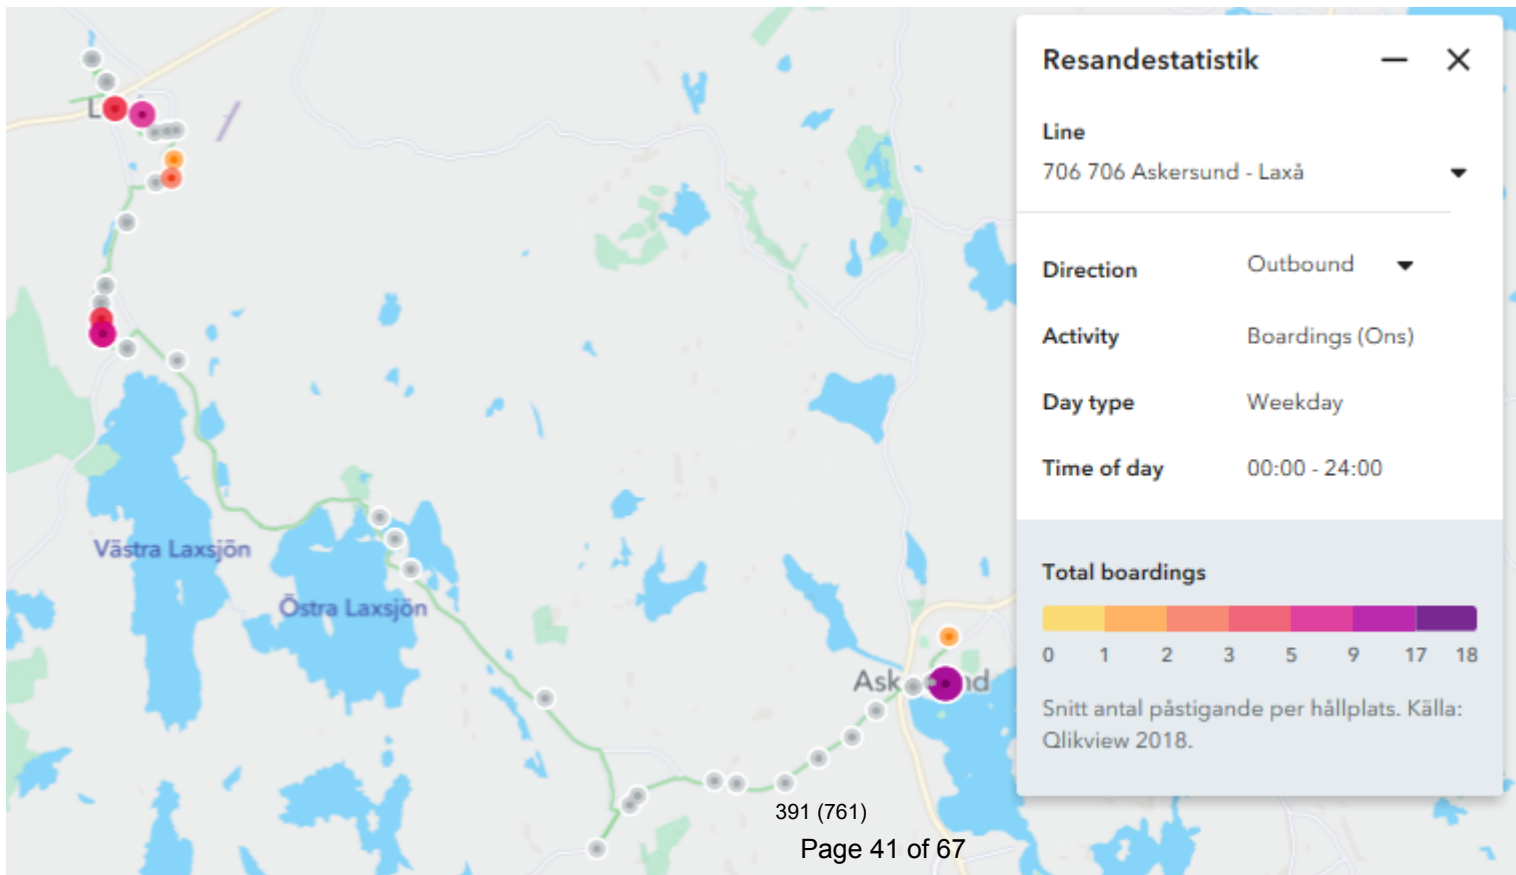 Resandestatistik
Line
706 706 Askersund - Laxå
Direction Outbound
Activity Boardings (Ons)
Day type Weekday
Time of day 00:00 - 24:00
Total boardings
0 1 2 3 5 9 17 18
Snitt antal påstigande per hållplats. Källa:
Qlikview 2018.
Västra Laxsjön
Östra Laxsjön
391 (761)
Page 41 of 67